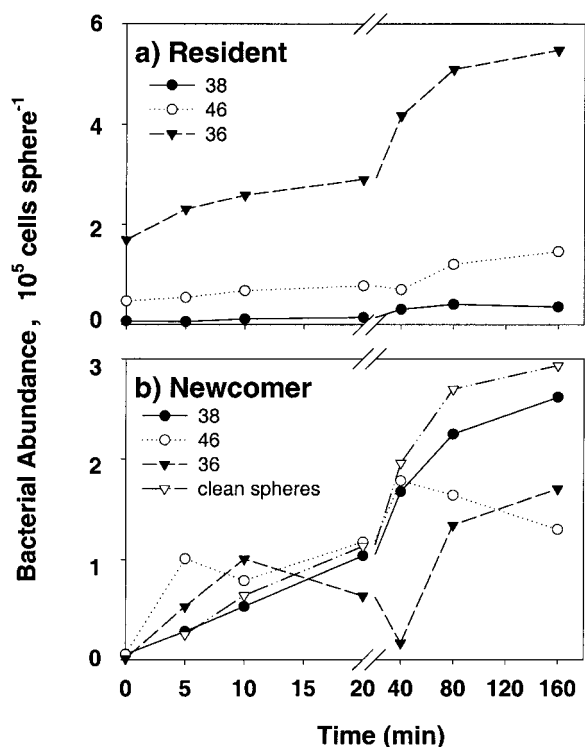 6
a) Resident
38
46
36
4
2
0
3
b) Newcomer
38
46
36
clean spheres
2
1
0
0 5 10 20 40 80 120 160
Time (min)
Bacterial Abundance, 10⁵ cells sphere⁻¹